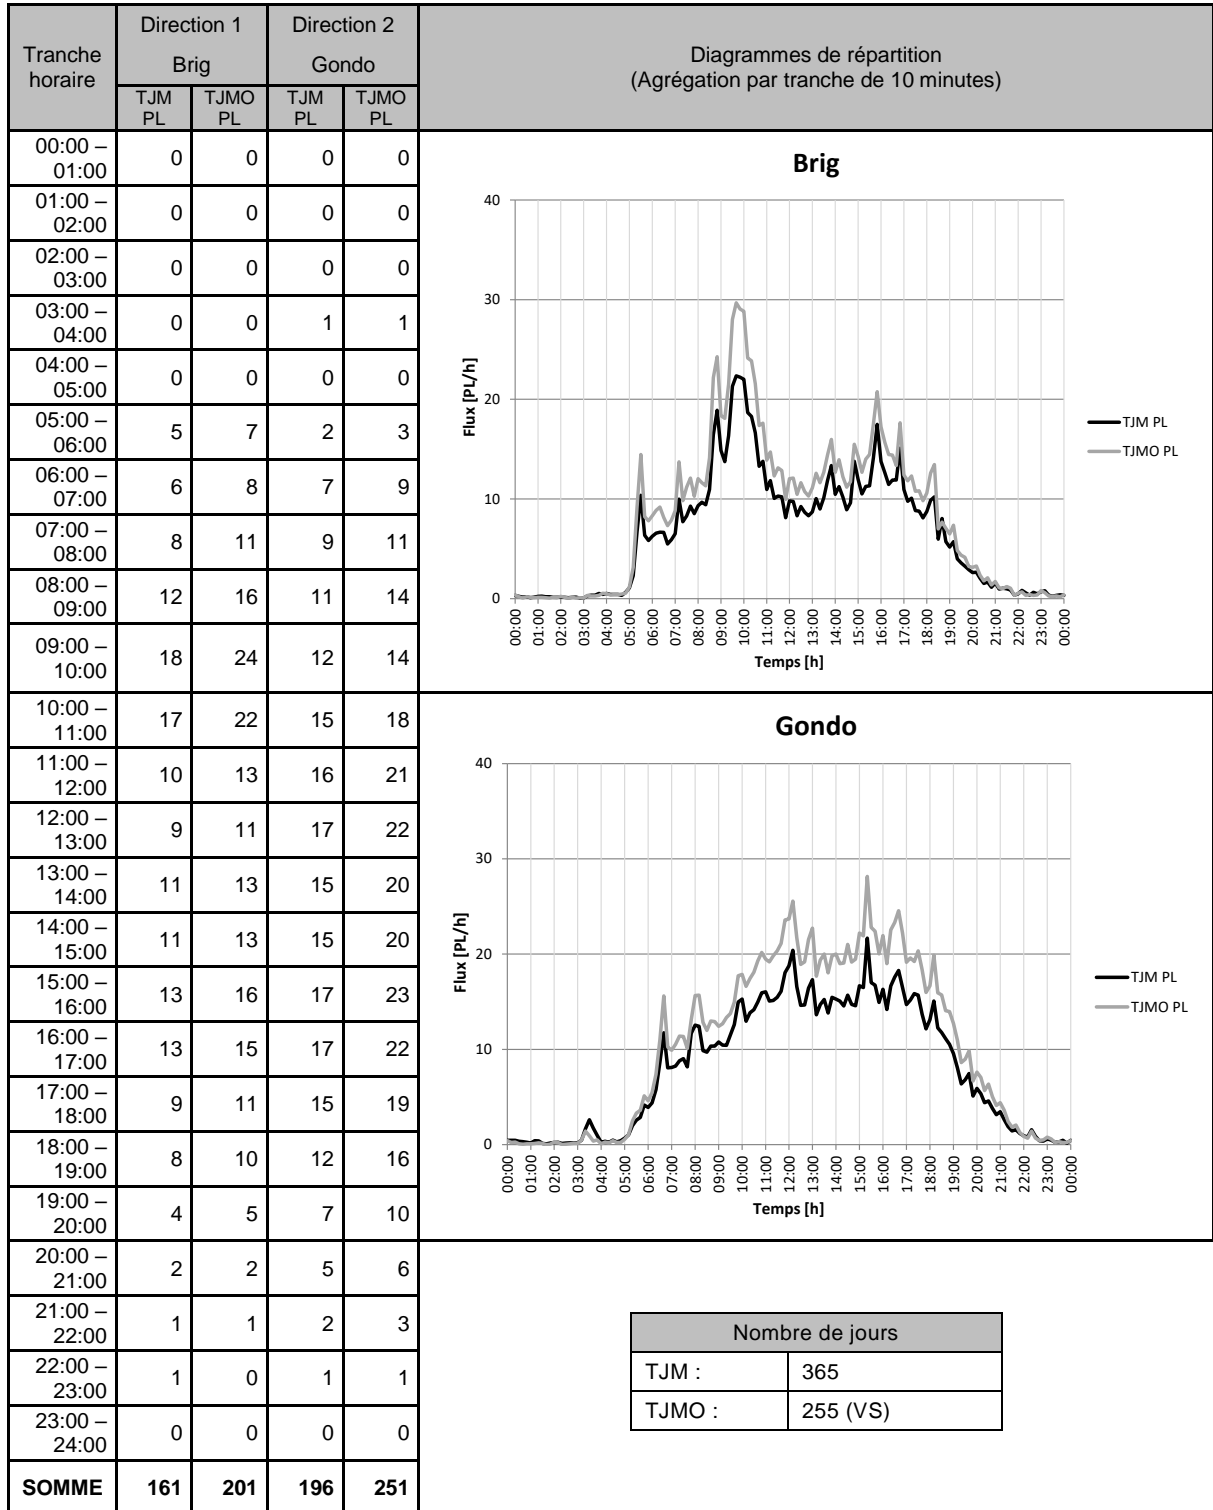 Tranche horaire
Direction 1
Direction 2
Diagrammes de répartition
(Agrégation par tranche de 10 minutes)
Brig
Gondo
TJM PL
TJMO PL
TJM PL
TJMO PL
00:00 – 01:00 0 0 0 0
01:00 – 02:00 0 0 0 0
02:00 – 03:00 0 0 0 0
03:00 – 04:00 0 0 1 1
04:00 – 05:00 0 0 0 0
05:00 – 06:00 5 7 2 3
06:00 – 07:00 6 8 7 9
07:00 – 08:00 8 11 9 11
08:00 – 09:00 12 16 11 14
09:00 – 10:00 18 24 12 14
10:00 – 11:00 17 22 15 18
11:00 – 12:00 10 13 16 21
12:00 – 13:00 9 11 17 22
13:00 – 14:00 11 13 15 20
14:00 – 15:00 11 13 15 20
15:00 – 16:00 13 16 17 23
16:00 – 17:00 13 15 17 22
17:00 – 18:00 9 11 15 19
18:00 – 19:00 8 10 12 16
19:00 – 20:00 4 5 7 10
20:00 – 21:00 2 2 5 6
21:00 – 22:00 1 1 2 3
22:00 – 23:00 1 0 1 1
23:00 – 24:00 0 0 0 0
SOMME 161 201 196 251
Brig
40
30
20
10
0
Flux [PL/h]
00:00 01:00 02:00 03:00 04:00 05:00 06:00 07:00 08:00 09:00 10:00 11:00 12:00 13:00 14:00 15:00 16:00 17:00 18:00 19:00 20:00 21:00 22:00 23:00 00:00
Temps [h]
TJM PL
TJMO PL
Gondo
40
30
20
10
0
Flux [PL/h]
00:00 01:00 02:00 03:00 04:00 05:00 06:00 07:00 08:00 09:00 10:00 11:00 12:00 13:00 14:00 15:00 16:00 17:00 18:00 19:00 20:00 21:00 22:00 23:00 00:00
Temps [h]
TJM PL
TJMO PL
Nombre de jours
TJM : 365
TJMO : 255 (VS)